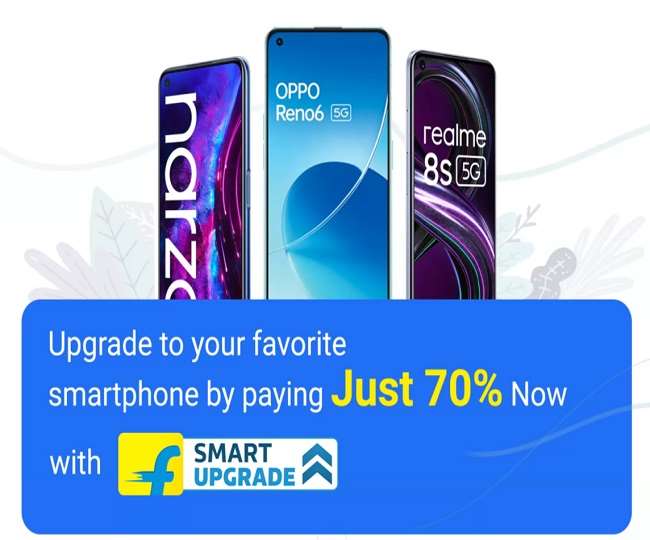 narzo
OPPO
Reno6 5G
realme
8s 5G
Upgrade to your favorite
smartphone by paying Just 70% Now
with f SMART
UPGRADE